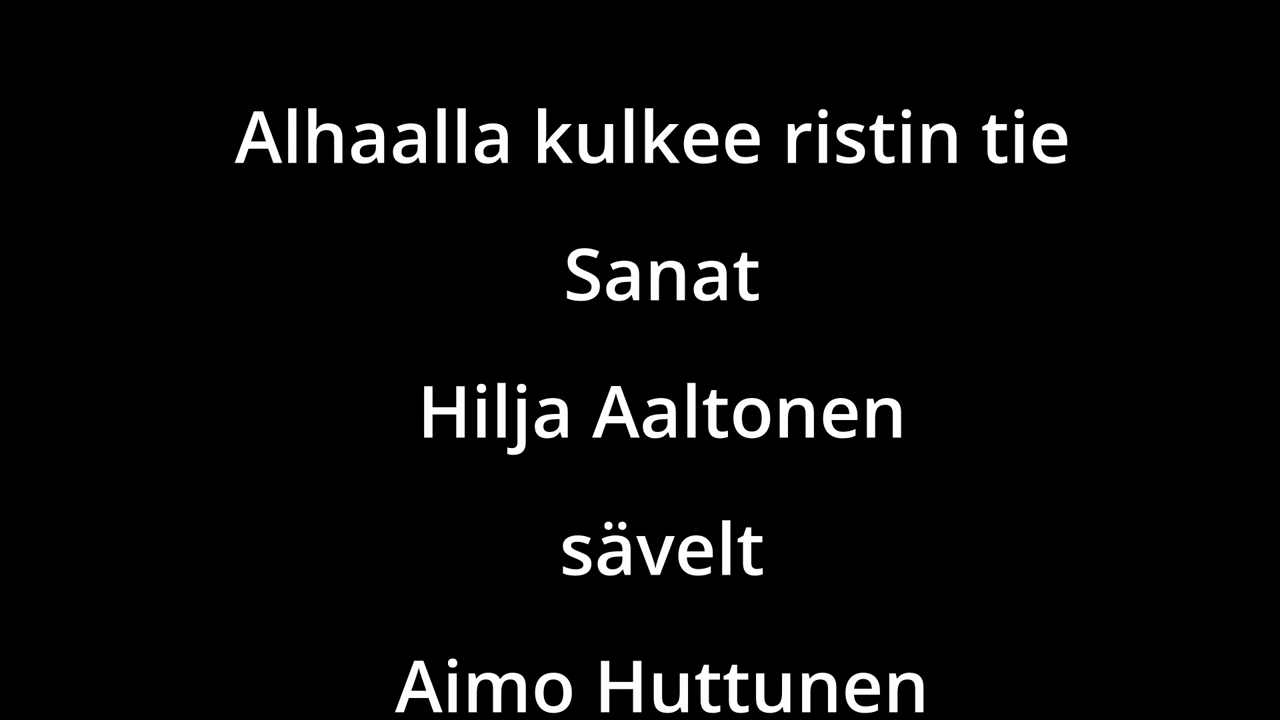 Alhaalla kulkee ristin tie
Sanat
Hilja Aaltonen
sävelt
Aimo Huttunen